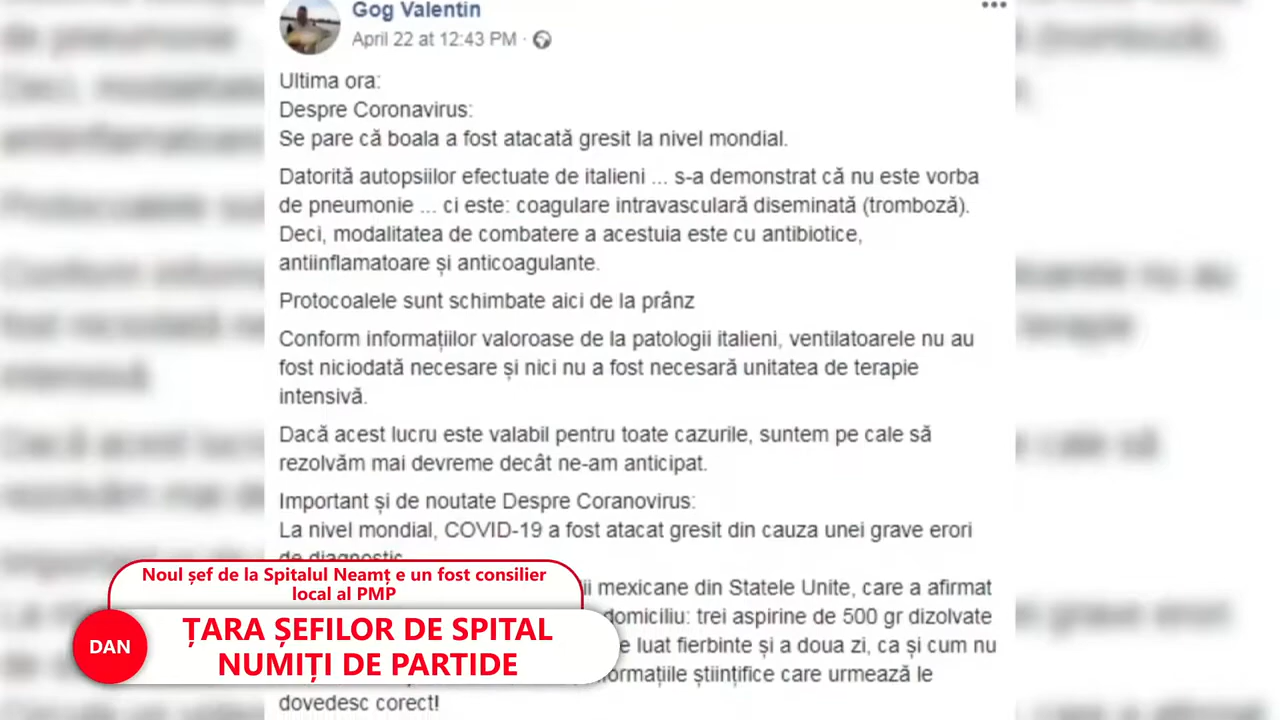 Gog Valentin
April 22 at 12:43 PM ·
Ultima ora:
Despre Coronavirus:
Se pare că boala a fost atacată gresit la nivel mondial.
Datorită autopsiilor efectuate de italieni ... s-a demonstrat că nu este vorba
de pneumonie ... ci este: coagulare intravasculară diseminată (tromboză).
Deci, modalitatea de combatere a acestuia este cu antibiotice,
antiinflamatoare și anticoagulante.
Protocoalele sunt schimbate aici de la prânz
Conform informațiilor valoroase de la patologii italieni, ventilatoarele nu au
fost niciodată necesare și nici nu a fost necesară unitatea de terapie
intensivă.
Dacă acest lucru este valabil pentru toate cazurile, suntem pe cale să
rezolvăm mai devreme decât ne-am anticipat.
Important și de noutate Despre Coranovirus:
La nivel mondial, COVID-19 a fost atacat gresit din cauza unei grave erori
de diagnostic
mexicane din Statele Unite, care a afirmat
domiciliu: trei aspirine de 500 gr dizolvate
luat fierbinte și a doua zi, ca și cum nu
științifice care urmează le
dovedesc corect!
Noul șef de la Spitalul Neamț e un fost consilier
local al PMP
DAN
ȚARA ȘEFILOR DE SPITAL
NUMIȚI DE PARTIDE